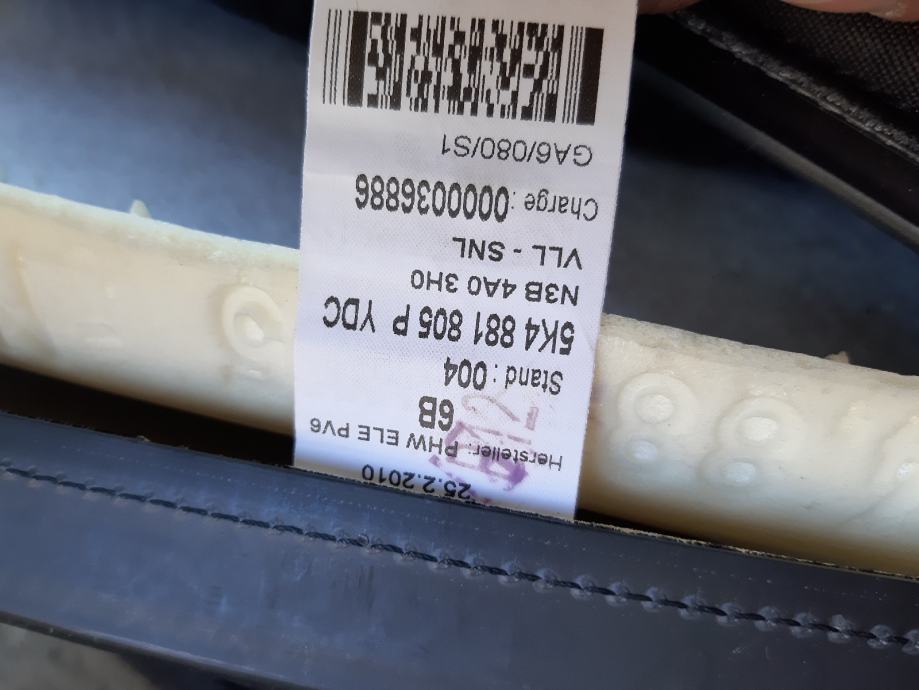 25.2.2010
Hersteller: PHW ELE PV6
6B
Stand : 004
5K4 881 805 P YDC
N3B 4A0 3H0
VLL - SNL
Charge : 0000036886
GA6/080/S1